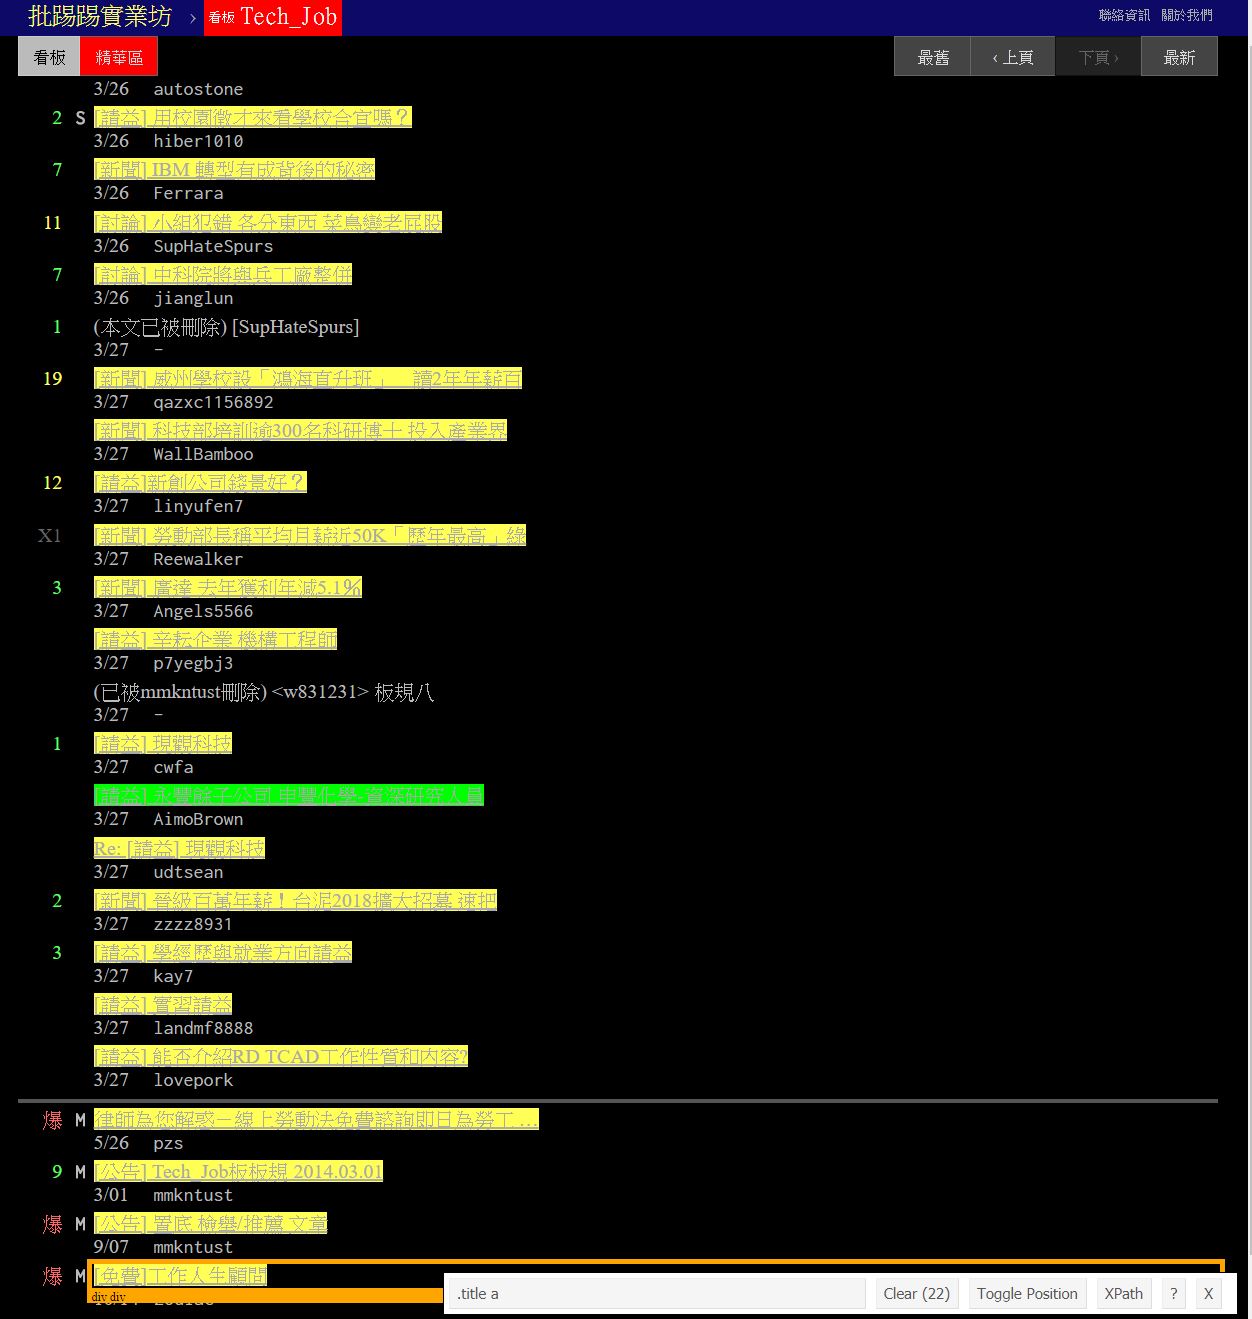 批踢踢實業坊 › 看板 Tech_Job 聯絡資訊 關於我們
看板 精華區 最舊 ‹ 上頁 下頁 › 最新
3/26 autostone
2 S [請益] 用校園徵才來看學校合宜嗎？
3/26 hiber1010
7 [新聞] IBM 轉型有成背後的秘密
3/26 Ferrara
11 [討論] 小組犯錯 各分東西 菜鳥變老屁股
3/26 SupHateSpurs
7 [討論] 中科院將與兵工廠整併
3/26 jianglun
1 (本文已被刪除) [SupHateSpurs]
3/27 -
19 [新聞] 威州學校設「鴻海直升班」 讀2年年薪百
3/27 qazxc1156892
[新聞] 科技部培訓逾300名科研博士 投入產業界
3/27 WallBamboo
12 [請益]新創公司錢景好？
3/27 linyufen7
X1 [新聞] 勞動部長稱平均月薪近50K「歷年最高」綠
3/27 Reewalker
3 [新聞] 廣達 去年獲利年減5.1％
3/27 Angels5566
[請益] 辛耘企業 機構工程師
3/27 p7yegbj3
(已被mmkntust刪除) <w831231> 板規八
3/27 -
1 [請益] 現觀科技
3/27 cwfa
[請益] 永豐餘子公司 申豐化學-資深研究人員
3/27 AimoBrown
Re: [請益] 現觀科技
3/27 udtsean
2 [新聞] 晉級百萬年薪！台泥2018擴大招募 速把
3/27 zzzz8931
3 [請益] 學經歷與就業方向請益
3/27 kay7
[請益] 實習請益
3/27 landmf8888
[請益] 能否介紹RD TCAD工作性質和內容?
3/27 lovepork
爆 M 律師為您解惑－線上勞動法免費諮詢即日為勞工 …
5/26 pzs
9 M [公告] Tech_Job板板規 2014.03.01
3/01 mmkntust
爆 M [公告] 置底 檢舉/推薦 文章
9/07 mmkntust
爆 M [免費]工作人生顧問
div div
.title a Clear (22) Toggle Position XPath ? X